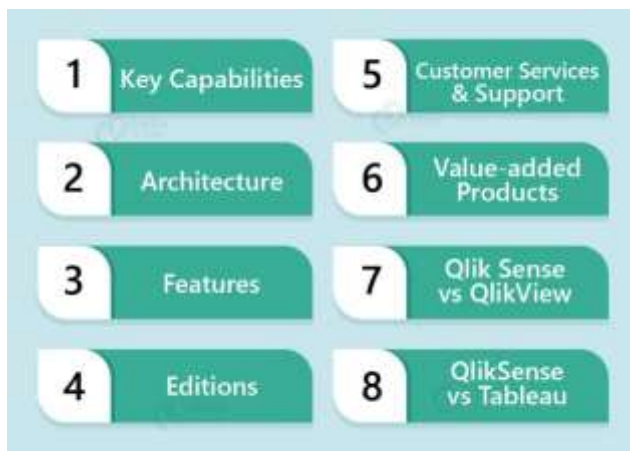 1
Key Capabilities
2
Architecture
3
Features
4
Editions
5
Customer Services
& Support
6
Value-added
Products
7
Qlik Sense
vs QlikView
8
QlikSense
vs Tableau